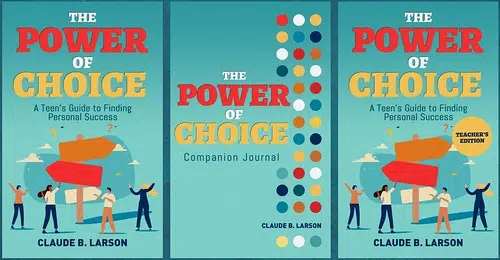 THE
POWER
OF
CHOICE
A Teen's Guide to Finding
Personal Success
?
?
CLAUDE B. LARSON
THE
POWER
OF
CHOICE
Companion Journal
CLAUDE B. LARSON
THE
POWER
OF
CHOICE
A Teen's Guide to Finding
Personal Success
TEACHER'S
EDITION
?
CLAUDE B. LARSON